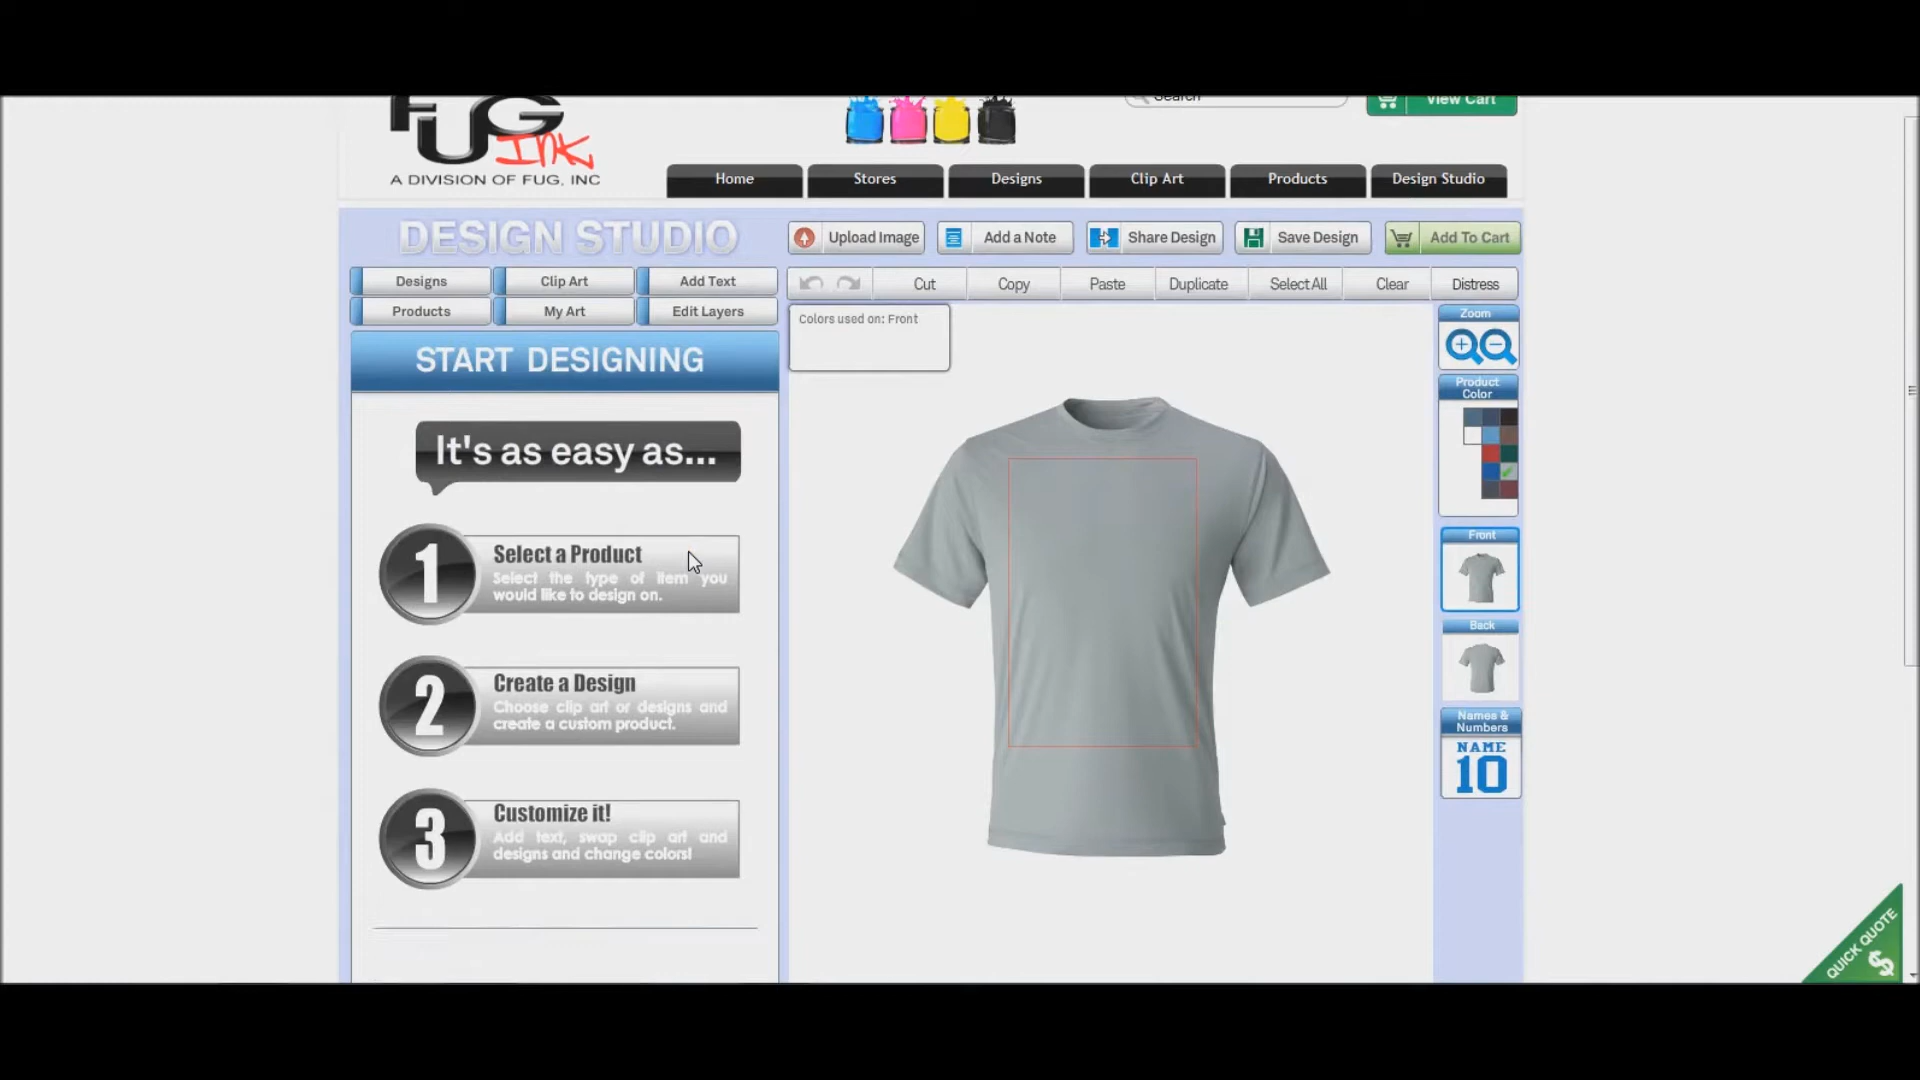 FUG
Ink
A DIVISION OF FUG, INC
Search
View Cart
Home
Stores
Designs
Clip Art
Products
Design Studio
DESIGN STUDIO
Upload Image
Add a Note
Share Design
Save Design
Add To Cart
Designs
Clip Art
Add Text
Products
My Art
Edit Layers
Cut
Copy
Paste
Duplicate
Select All
Clear
Distress
START DESIGNING
Colors used on: Front
It's as easy as...
1
Select a Product
Select the type of item you
would like to design on.
2
Create a Design
Choose clip art or designs and
create a custom product.
3
Customize it!
Add text, swap clip art and
designs and change colors!
Zoom
Product
Color
Front
Back
Names &
Numbers
NAME
10
QUICK QUOTE
$